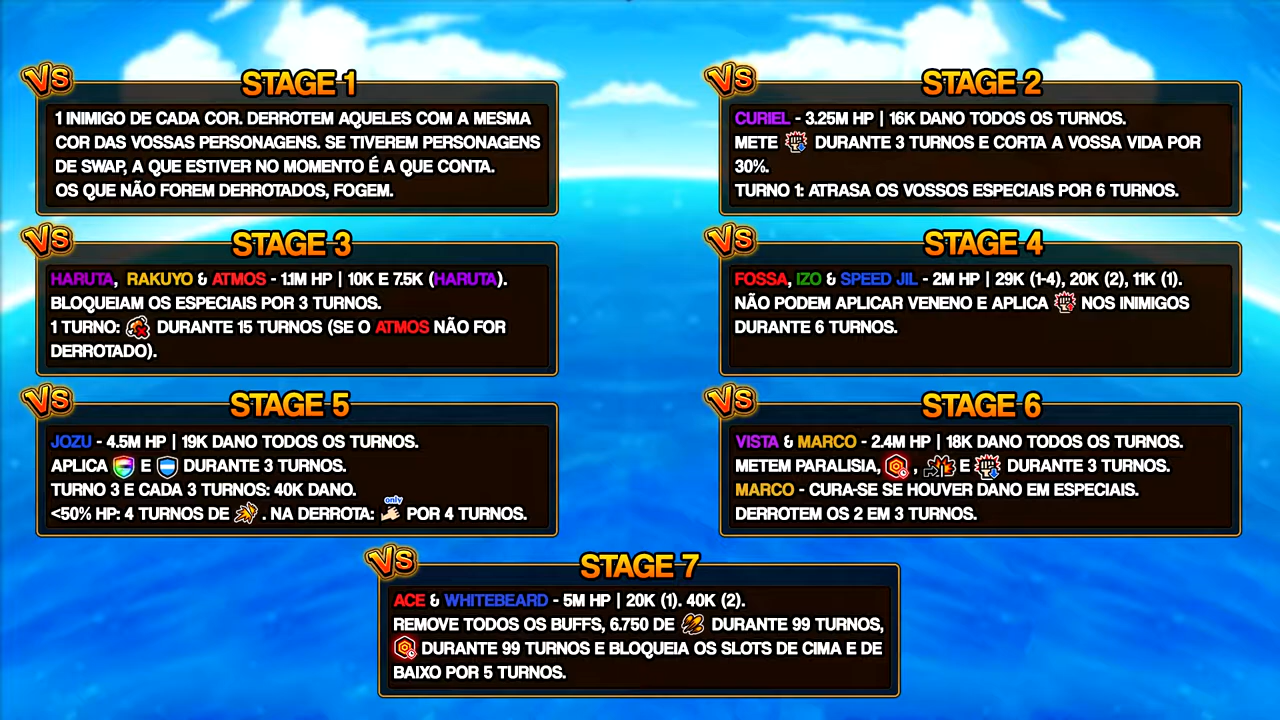 VS
STAGE 1
1 INIMIGO DE CADA COR. DERROTEM AQUELES COM A MESMA
COR DAS VOSSAS PERSONAGENS. SE TIVEREM PERSONAGENS
DE SWAP, A QUE ESTIVER NO MOMENTO É A QUE CONTA.
OS QUE NÃO FOREM DERROTADOS, FOGEM.
VS
STAGE 2
CURIEL - 3.25M HP | 16K DANO TODOS OS TURNOS.
METE DURANTE 3 TURNOS E CORTA A VOSSA VIDA POR
30%.
TURNO 1: ATRASA OS VOSSOS ESPECIAIS POR 6 TURNOS.
VS
STAGE 3
HARUTA, RAKUYO & ATMOS - 1.1M HP | 10K E 7.5K (HARUTA).
BLOQUEIAM OS ESPECIAIS POR 3 TURNOS.
1 TURNO: DURANTE 15 TURNOS (SE O ATMOS NÃO FOR
DERROTADO).
VS
STAGE 4
FOSSA, IZO & SPEED JIL - 2M HP | 29K (1-4), 20K (2), 11K (1).
NÃO PODEM APLICAR VENENO E APLICA NOS INIMIGOS
DURANTE 6 TURNOS.
VS
STAGE 5
JOZU - 4.5M HP | 19K DANO TODOS OS TURNOS.
APLICA E DURANTE 3 TURNOS.
TURNO 3 E CADA 3 TURNOS: 40K DANO.
only
<50% HP: 4 TURNOS DE . NA DERROTA: POR 4 TURNOS.
VS
STAGE 6
VISTA & MARCO - 2.4M HP | 18K DANO TODOS OS TURNOS.
METEM PARALISIA, , E DURANTE 3 TURNOS.
MARCO - CURA-SE SE HOUVER DANO EM ESPECIAIS.
DERROTEM OS 2 EM 3 TURNOS.
VS
STAGE 7
ACE & WHITEBEARD - 5M HP | 20K (1). 40K (2).
REMOVE TODOS OS BUFFS, 6.750 DE DURANTE 99 TURNOS,
DURANTE 99 TURNOS E BLOQUEIA OS SLOTS DE CIMA E DE
BAIXO POR 5 TURNOS.